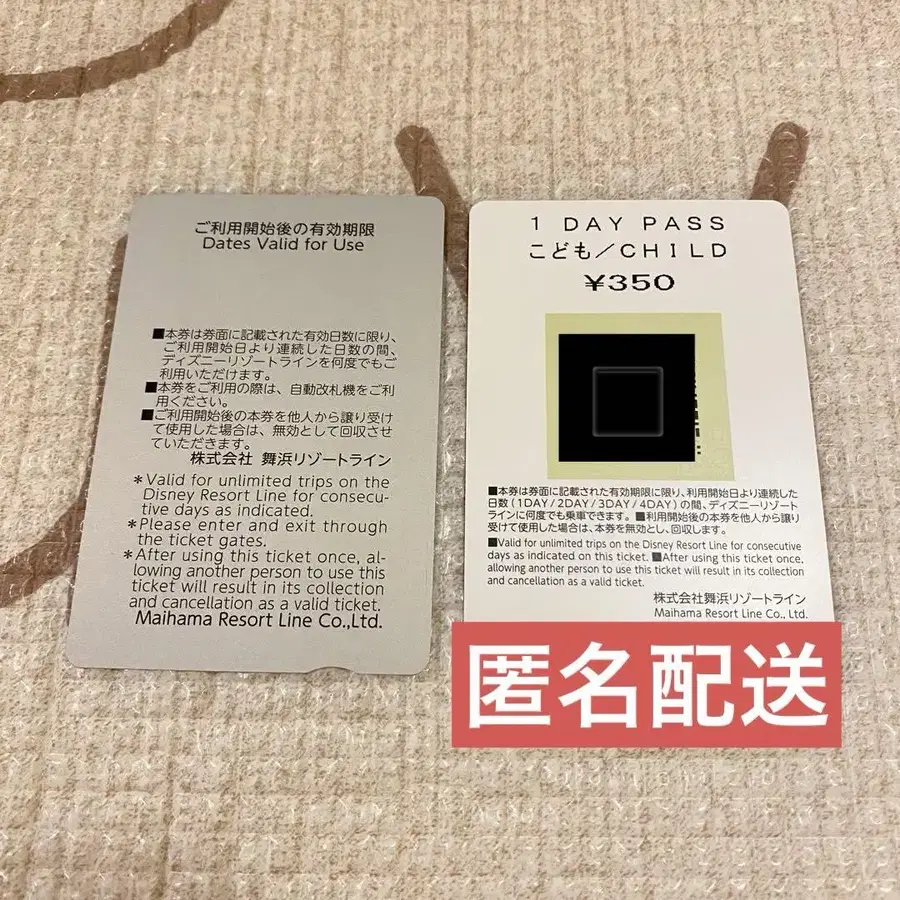 ご利用開始後の有効期限
Dates Valid for Use
■本券は券面に記載された有効日数に限り、
ご利用開始日より連続した日数の間、
ディズニーリゾートラインを何度でもご
利用いただけます。
■本券をご利用の際は、自動改札機をご利
用ください。
■ご利用開始後の本券を他人から譲り受け
て使用した場合は、無効として回収させ
ていただきます。
株式会社 舞浜リゾートライン
*Valid for unlimited trips on the
Disney Resort Line for consecu-
tive days as indicated.
*Please enter and exit through
the ticket gates.
*After using this ticket once, al-
lowing another person to use this
ticket will result in its collection
and cancellation as a valid ticket.
Maihama Resort Line Co.,Ltd.
1 DAY PASS
こども/CHILD
¥350
■本券は券面に記載された有効期限に限り、利用開始日より連続した
日数(1DAY/2DAY/3DAY/4DAY)の間、ディズニーリゾート
ラインに何度でも乗車できます。■利用開始後の本券を他人から譲り
受けて使用した場合は、本券を無効とし、回収します。
■Valid for unlimited trips on the Disney Resort Line for consecutive
days as indicated on this ticket. ■After using this ticket once,
allowing another person to use this ticket will result in its collection
and cancellation as a valid ticket.
株式会社舞浜リゾートライン
Maihama Resort Line Co., Ltd.
匿名配送